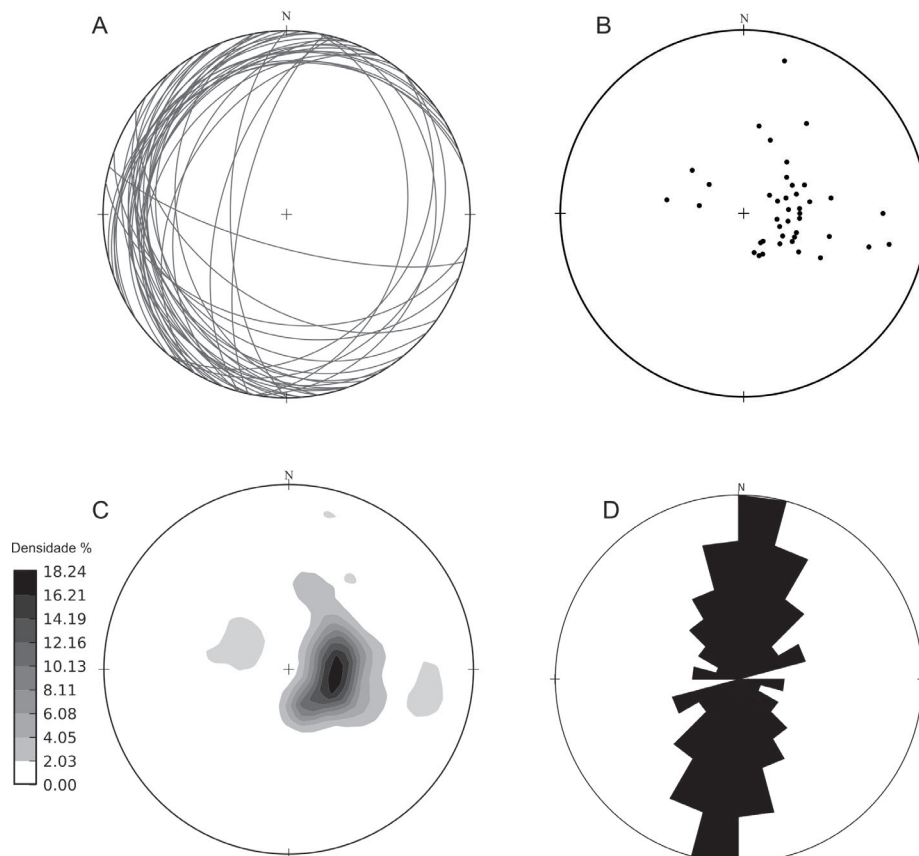 A
N
B
N
C
N
D
N
Densidade %
18.24
16.21
14.19
12.16
10.13
8.11
6.08
4.05
2.03
0.00